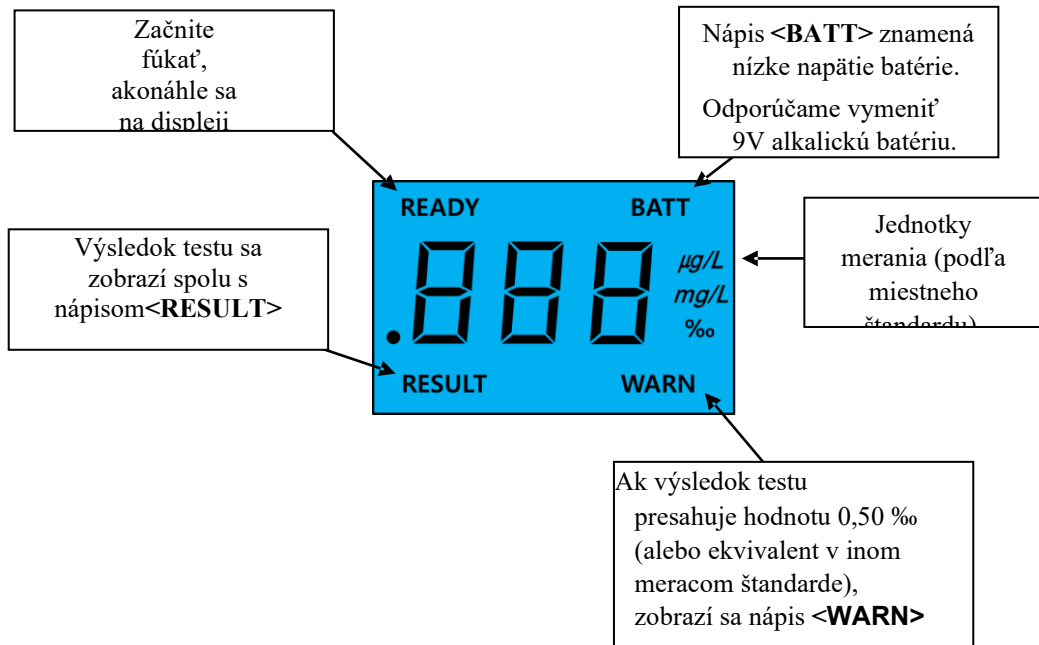 Začnite
fúkať,
akonáhle sa
na displeji
Nápis <BATT> znamená
nízke napätie batérie.
Odporúčame vymeniť
9V alkalickú batériu.
READY BATT
Výsledok testu sa
zobrazí spolu s
nápisom<RESULT>
.888
µg/L
mg/L
‰
Jednotky
merania (podľa
miestneho
štandardu)
RESULT WARN
Ak výsledok testu
presahuje hodnotu 0,50 ‰
(alebo ekvivalent v inom
meracom štandarde),
zobrazí sa nápis <WARN>